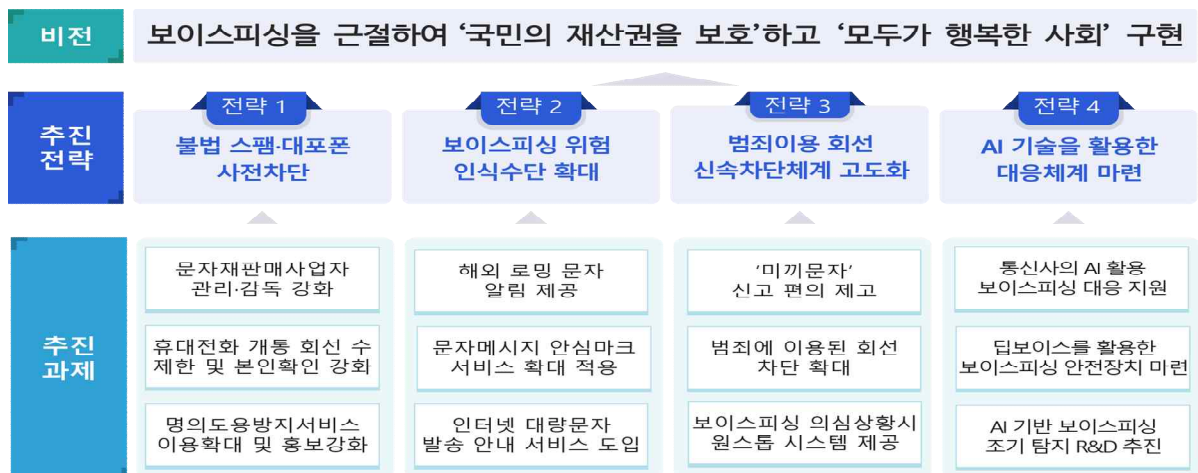 비전
보이스피싱을 근절하여 ‘국민의 재산권을 보호’하고 ‘모두가 행복한 사회’ 구현
추진
전략
전략 1
불법 스팸·대포폰
사전차단
전략 2
보이스피싱 위험
인식수단 확대
전략 3
범죄이용 회선
신속차단체계 고도화
전략 4
AI 기술을 활용한
대응체계 마련
추진
과제
문자재판매사업자
관리·감독 강화
휴대전화 개통 회선 수
제한 및 본인확인 강화
명의도용방지서비스
이용확대 및 홍보강화
해외 로밍 문자
알림 제공
문자메시지 안심마크
서비스 확대 적용
인터넷 대량문자
발송 안내 서비스 도입
‘미끼문자’
신고 편의 제고
범죄에 이용된 회선
차단 확대
보이스피싱 의심상황시
원스톱 시스템 제공
통신사의 AI 활용
보이스피싱 대응 지원
딥보이스를 활용한
보이스피싱 안전장치 마련
AI 기반 보이스피싱
조기 탐지 R&D 추진